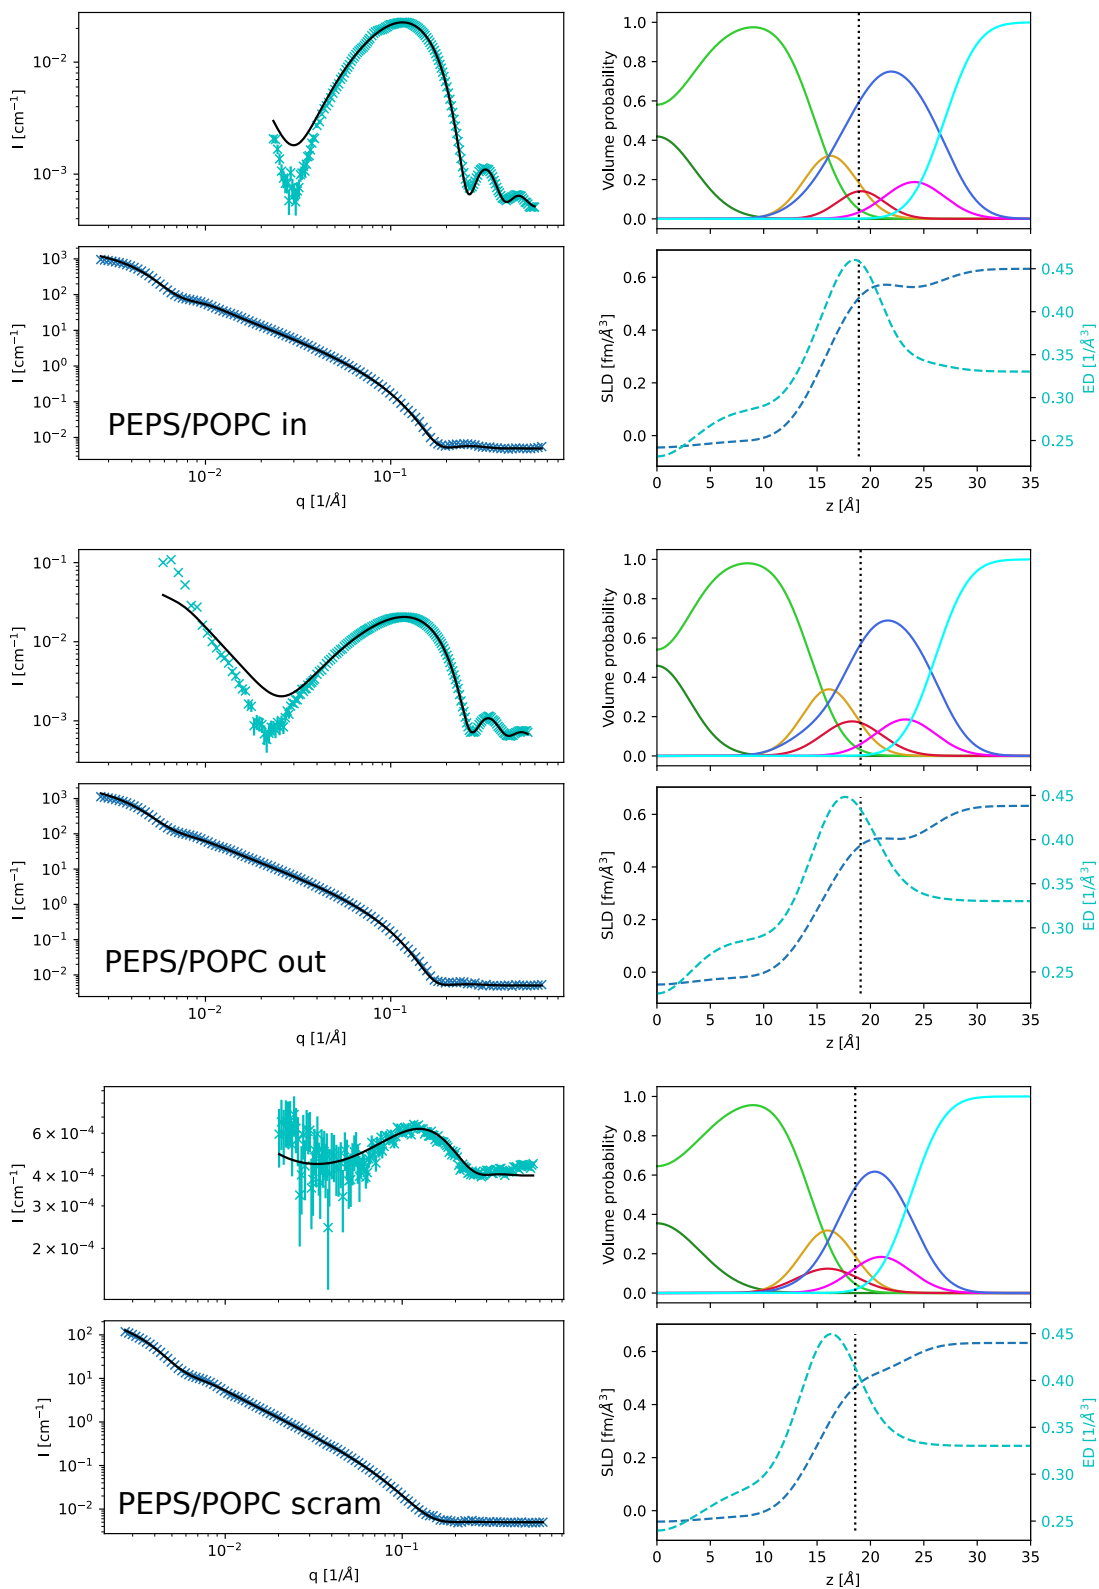 I [cm⁻¹]
10⁻²
10⁻³
Volume probability
1.0
0.8
0.6
0.4
0.2
0.0
I [cm⁻¹]
10³
10²
10¹
10⁰
10⁻¹
10⁻²
PEPS/POPC in
10⁻² 10⁻¹
q [1/Å]
SLD [fm/Å³]
0.6
0.4
0.2
0.0
0.45
0.40
0.35
0.30
0.25
ED [1/Å³]
0 5 10 15 20 25 30 35
z [Å]
I [cm⁻¹]
10⁻¹
10⁻²
10⁻³
Volume probability
1.0
0.8
0.6
0.4
0.2
0.0
I [cm⁻¹]
10³
10²
10¹
10⁰
10⁻¹
10⁻²
PEPS/POPC out
10⁻² 10⁻¹
q [1/Å]
SLD [fm/Å³]
0.6
0.4
0.2
0.0
0.45
0.40
0.35
0.30
0.25
ED [1/Å³]
0 5 10 15 20 25 30 35
z [Å]
I [cm⁻¹]
6 × 10⁻⁴
4 × 10⁻⁴
2 × 10⁻⁴
Volume probability
1.0
0.8
0.6
0.4
0.2
0.0
I [cm⁻¹]
10²
10¹
10⁰
10⁻¹
10⁻²
PEPS/POPC scram
10⁻² 10⁻¹
q [1/Å]
SLD [fm/Å³]
0.6
0.4
0.2
0.0
0.45
0.40
0.35
0.30
0.25
ED [1/Å³]
0 5 10 15 20 25 30 35
z [Å]